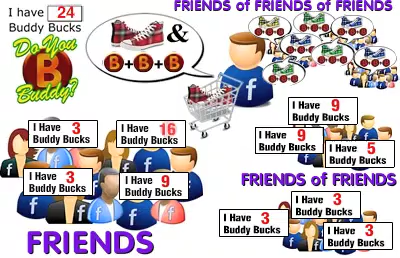 I have 24
Buddy Bucks
Do You
B
Buddy?
&
B + B + B
FRIENDS of FRIENDS of FRIENDS
I Have 3
Buddy Bucks
I Have 16
Buddy Bucks
I Have 3
Buddy Bucks
I Have 9
Buddy Bucks
f
FRIENDS
I Have 9
Buddy Bucks
I Have 9
Buddy Bucks
I Have 5
Buddy Bucks
FRIENDS of FRIENDS
I Have 3
Buddy Bucks
I Have 3
Buddy Bucks
I Have 3
Buddy Bucks